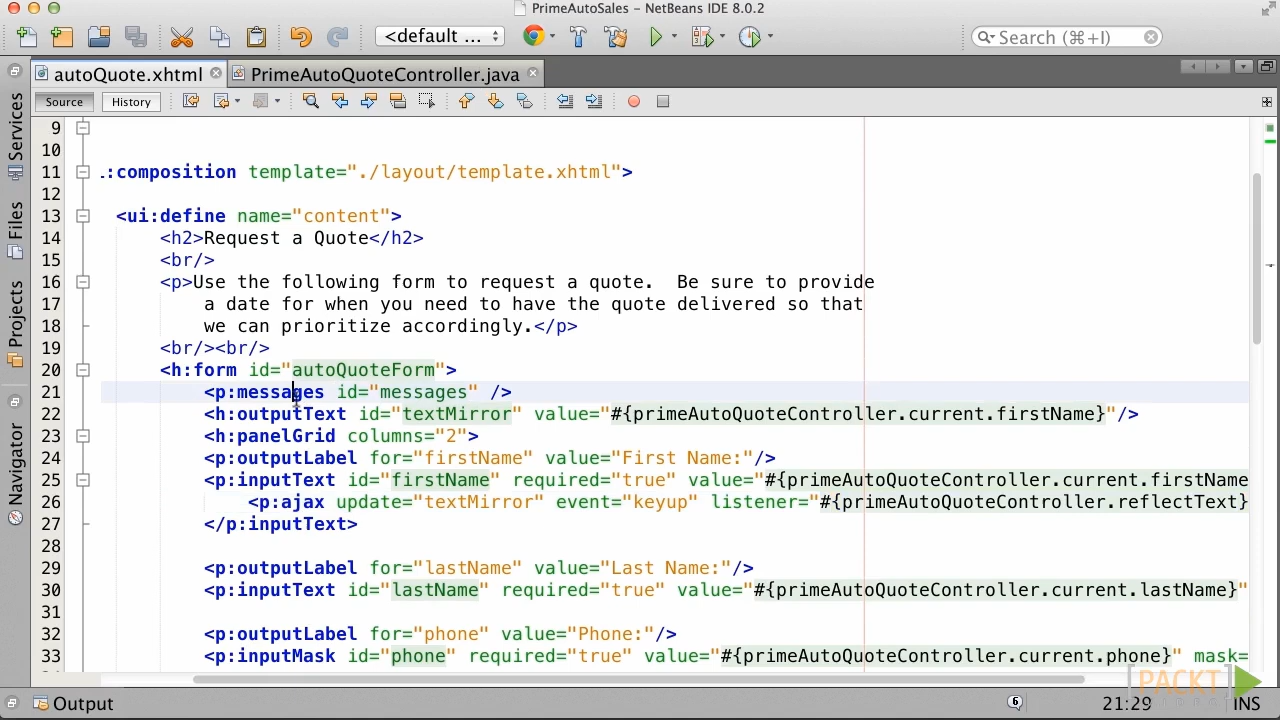 PrimeAutoSales – NetBeans IDE 8.0.2
<default ...
Search (⌘+I)
autoQuote.xhtml
PrimeAutoQuoteController.java
Source
History
Services
Files
Projects
Navigator
9
10
11 .:composition template="./layout/template.xhtml">
12
13 <ui:define name="content">
14 <h2>Request a Quote</h2>
15 <br/>
16 <p>Use the following form to request a quote.  Be sure to provide
17 a date for when you need to have the quote delivered so that
18 we can prioritize accordingly.</p>
19 <br/><br/>
20 <h:form id="autoQuoteForm">
21 <p:messages id="messages" />
22 <h:outputText id="textMirror" value="#{primeAutoQuoteController.current.firstName}"/>
23 <h:panelGrid columns="2">
24 <p:outputLabel for="firstName" value="First Name:"/>
25 <p:inputText id="firstName" required="true" value="#{primeAutoQuoteController.current.firstName
26 <p:ajax update="textMirror" event="keyup" listener="#{primeAutoQuoteController.reflectText}
27 </p:inputText>
28
29 <p:outputLabel for="lastName" value="Last Name:"/>
30 <p:inputText id="lastName" required="true" value="#{primeAutoQuoteController.current.lastName}"
31
32 <p:outputLabel for="phone" value="Phone:"/>
33 <p:inputMask id="phone" required="true" value="#{primeAutoQuoteController.current.phone}" mask=
PACKT
Output
6
21:29
INS